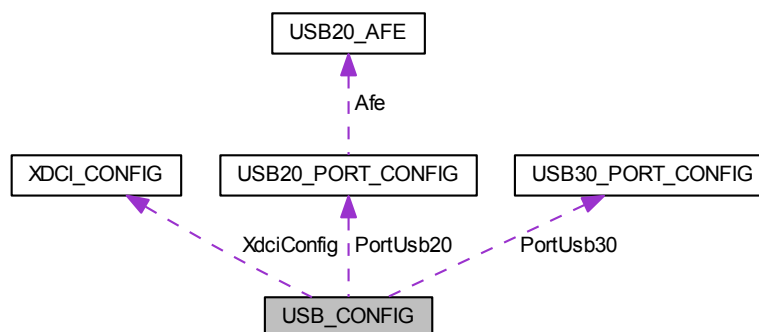 USB20_AFE
Afe
XDCI_CONFIG
USB20_PORT_CONFIG
USB30_PORT_CONFIG
XdciConfig
PortUsb20
PortUsb30
USB_CONFIG